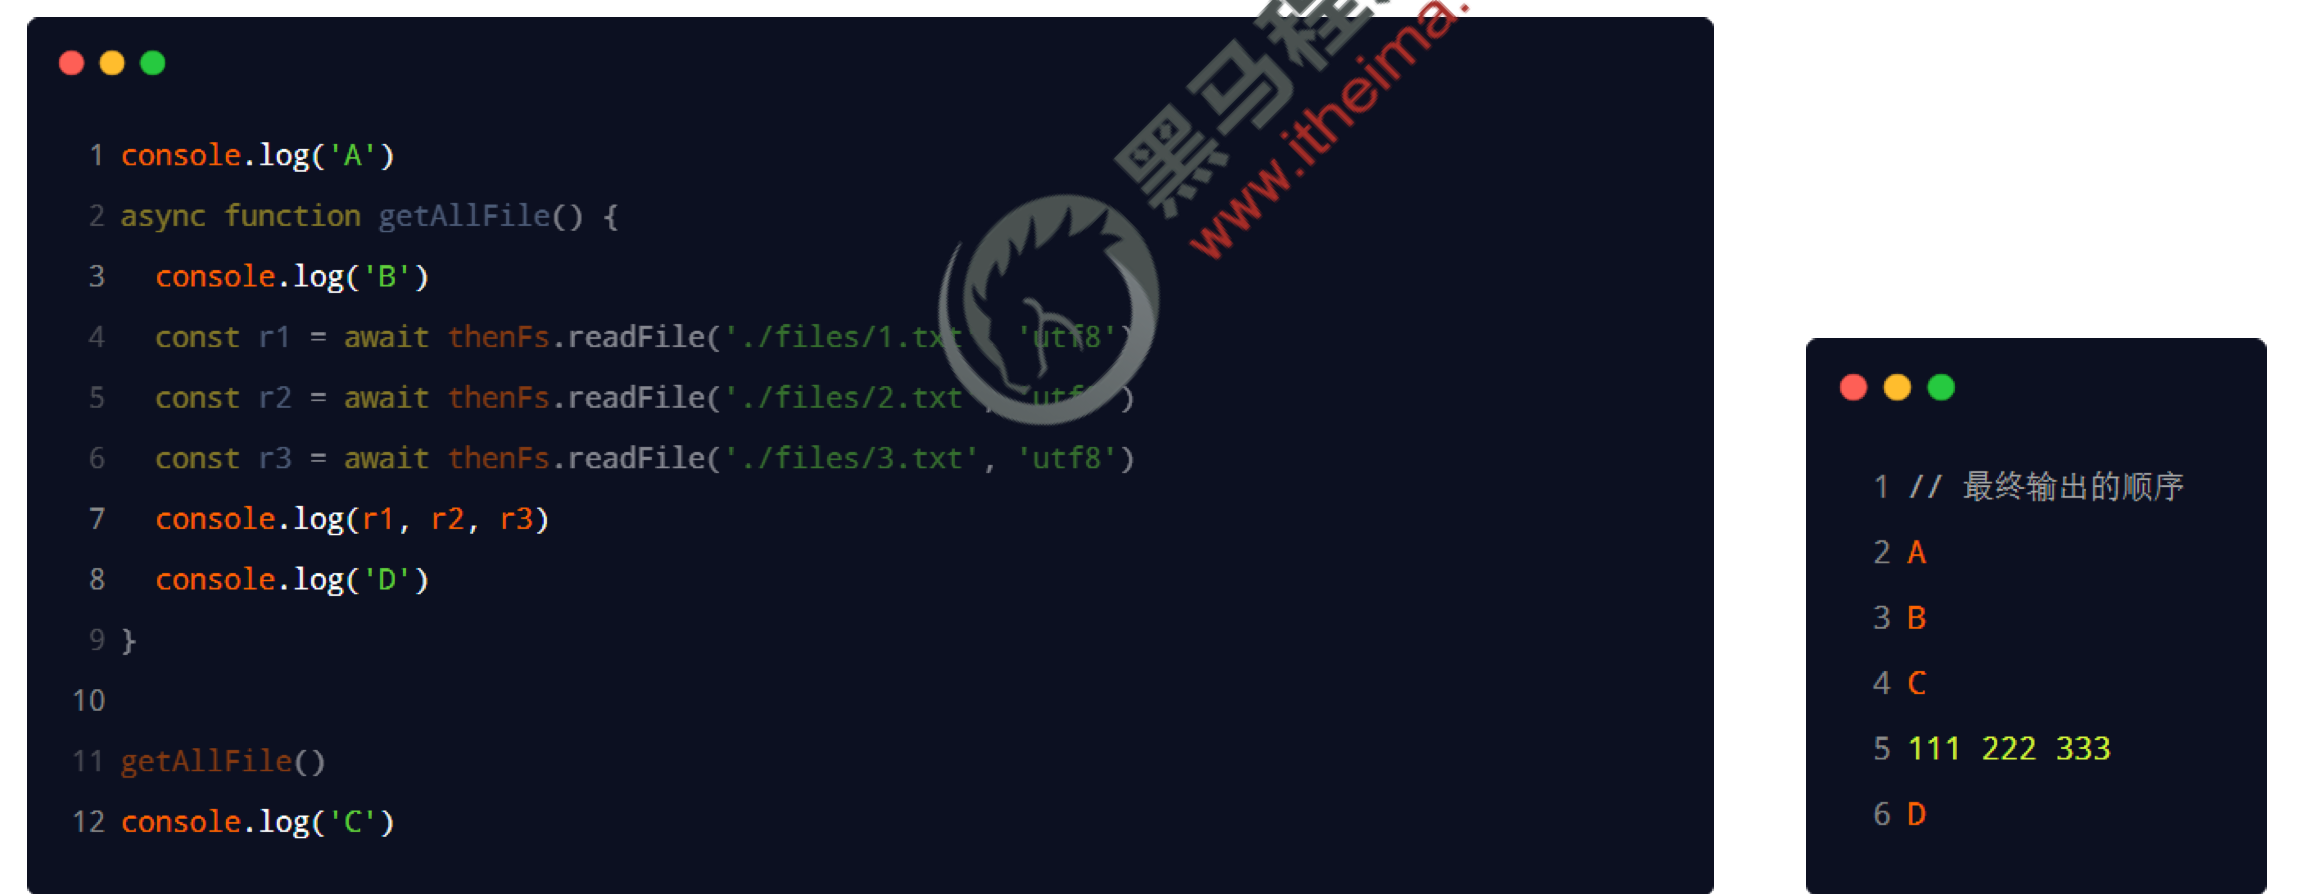 黑马程
www.itheima.
1 console.log('A')
2 async function getAllFile() {
3 console.log('B')
4 const r1 = await thenFs.readFile('./files/1.txt 'utf8')
5 const r2 = await thenFs.readFile('./files/2.txt , 'utf )
6 const r3 = await thenFs.readFile('./files/3.txt', 'utf8')
7 console.log(r1, r2, r3)
8 console.log('D')
9 }
10
11 getAllFile()
12 console.log('C')
1 // 最终输出的顺序
2 A
3 B
4 C
5 111 222 333
6 D